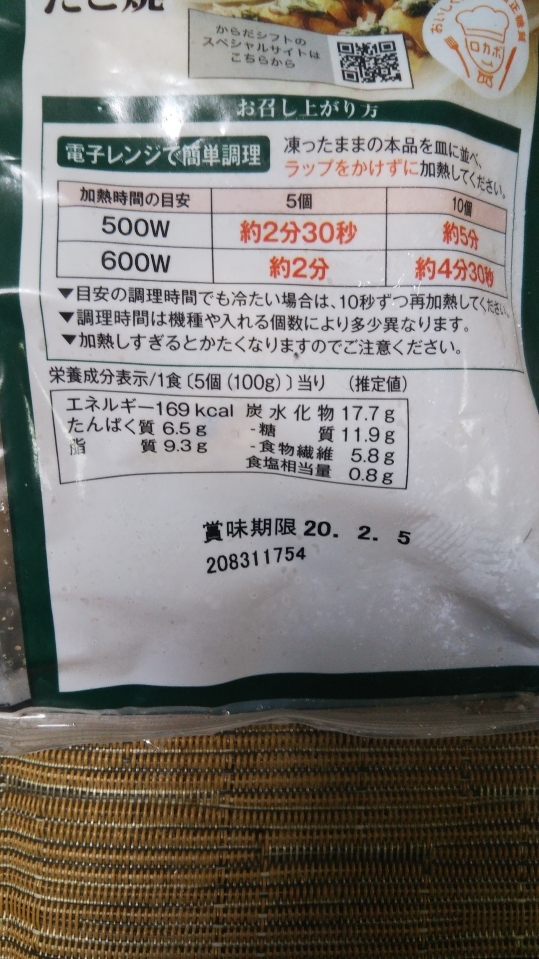 たこ焼
からだシフトの
スペシャルサイトは
こちらから
ロカボ
お召し上がり方
電子レンジで簡単調理
凍ったままの本品を皿に並べ、
ラップをかけずに加熱してください。
加熱時間の目安 5個 10個
500W 約2分30秒 約5分
600W 約2分 約4分30秒
▼目安の調理時間でも冷たい場合は、10秒ずつ再加熱してください。
▼調理時間は機種や入れる個数により多少異なります。
▼加熱しすぎるとかたくなりますのでご注意ください。
栄養成分表示/1食〔5個(100g)〕当り (推定値)
エネルギー169kcal 炭水化物17.7g
たんぱく質 6.5g -糖質11.9g
脂質 9.3g -食物繊維 5.8g
食塩相当量 0.8g
賞味期限 20. 2. 5
208311754